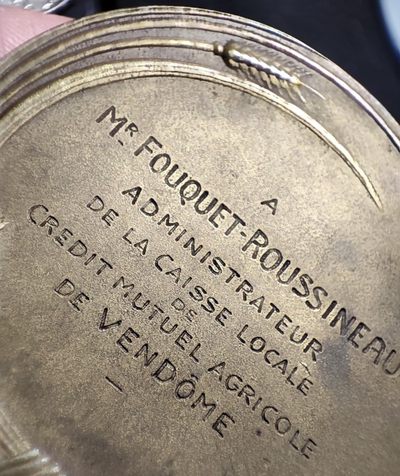 A
MR FOUQUET-ROUSSINEAU
ADMINISTRATEUR
DE LA CAISSE LOCALE
DE
CREDIT MUTUEL AGRICOLE
DE VENDÔME